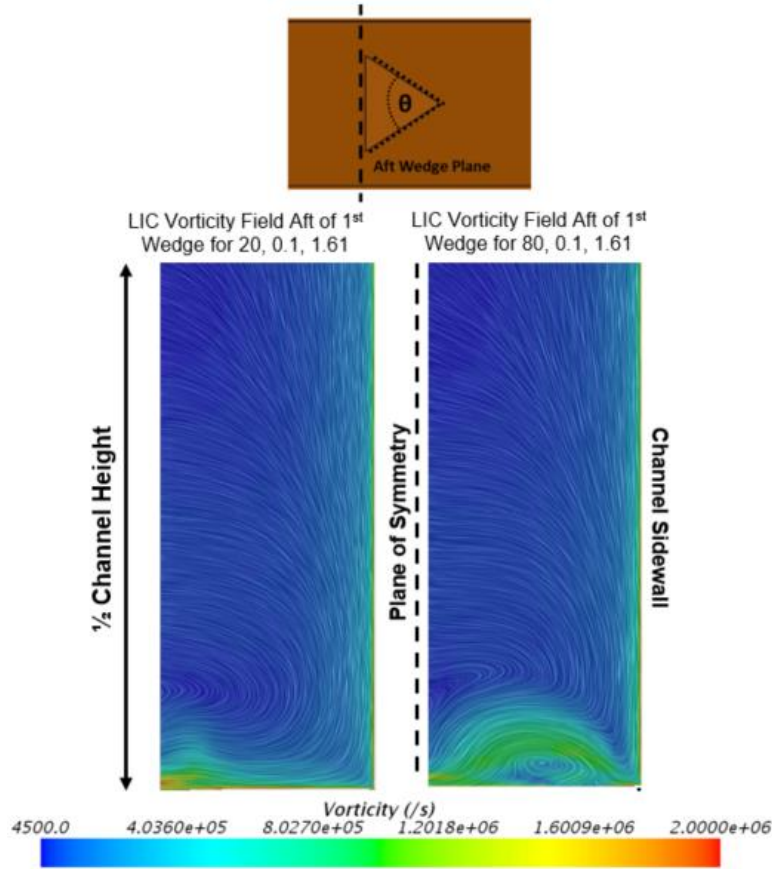 θ
Aft Wedge Plane
LIC Vorticity Field Aft of 1st
Wedge for 20, 0.1, 1.61
LIC Vorticity Field Aft of 1st
Wedge for 80, 0.1, 1.61
½ Channel Height
Plane of Symmetry
Channel Sidewall
Vorticity (/s)
4500.0 4.0360e+05 8.0270e+05 1.2018e+06 1.6009e+06 2.0000e+06